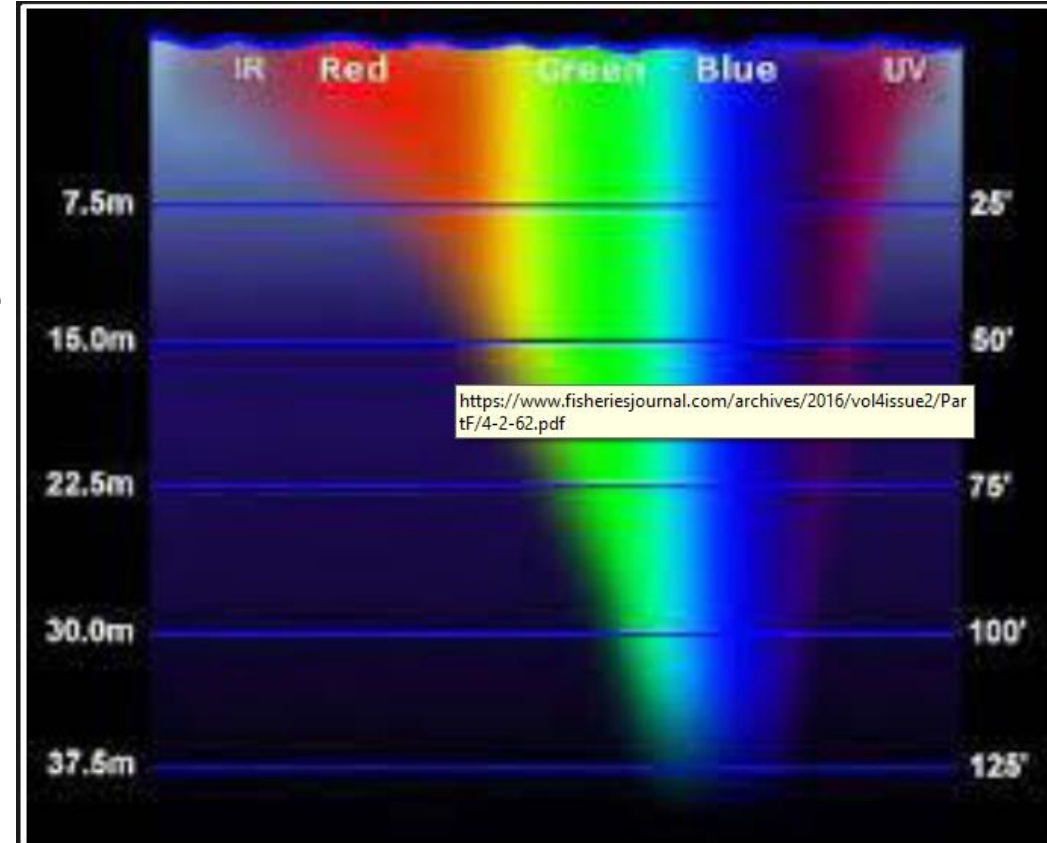 IR Red Green Blue UV
7.5m 25'
15.0m 50'
https://www.fisheriesjournal.com/archives/2016/vol4issue2/Par
tF/4-2-62.pdf
22.5m 75'
30.0m 100'
37.5m 125'